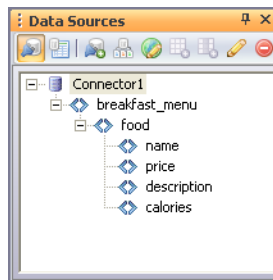 Data Sources
Connector1
breakfast_menu
food
name
price
description
calories